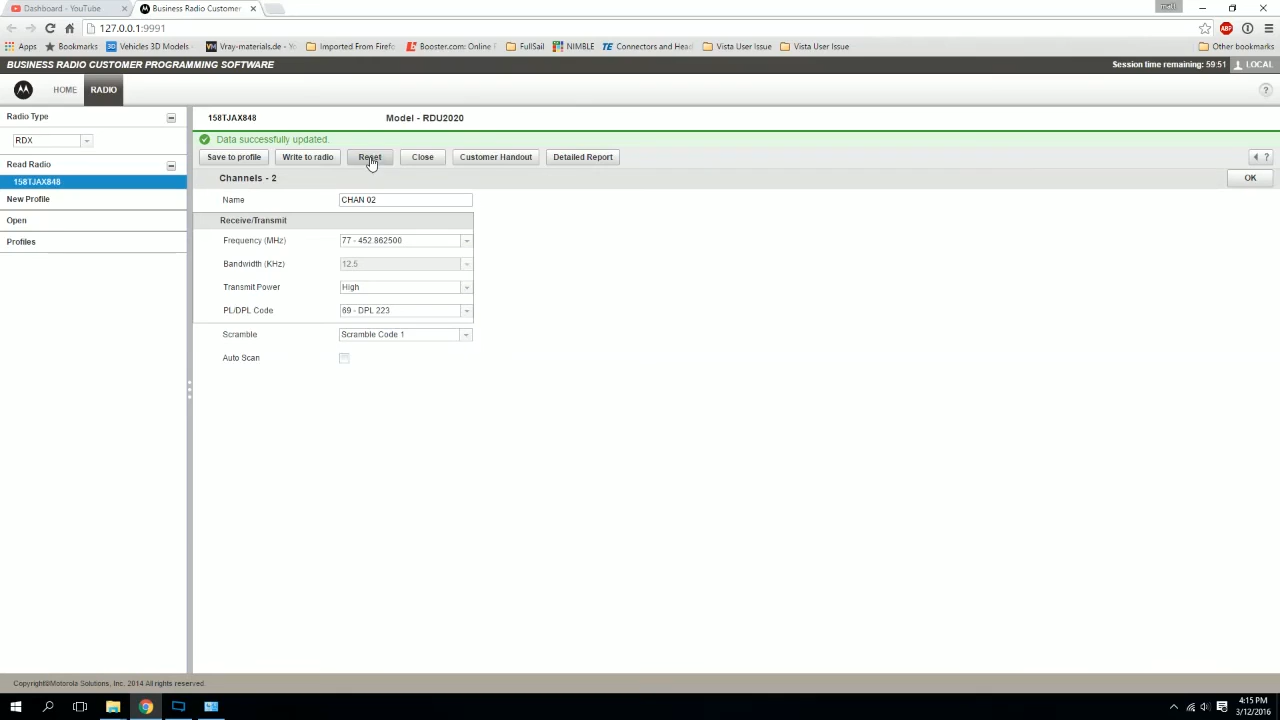 Dashboard - YouTube
Business Radio Customer
matt
127.0.0.1:9991
ABP
Apps
Bookmarks
Vehicles 3D Models
Vray-materials.de - Yo
Imported From Firefo
Booster.com: Online F
FullSail
NIMBLE
TE Connectors and Head
Vista User Issue
Vista User Issue
Other bookmarks
BUSINESS RADIO CUSTOMER PROGRAMMING SOFTWARE
Session time remaining: 59:51
LOCAL
HOME
RADIO
?
Radio Type
RDX
Read Radio
158TJAX848
New Profile
Open
Profiles
158TJAX848
Model - RDU2020
Data successfully updated.
Save to profile
Write to radio
Reset
Close
Customer Handout
Detailed Report
?
Channels - 2
OK
Name
CHAN 02
Receive/Transmit
Frequency (MHz)
77 - 452.862500
Bandwidth (KHz)
12.5
Transmit Power
High
PL/DPL Code
69 - DPL 223
Scramble
Scramble Code 1
Auto Scan
Copyright©Motorola Solutions, Inc. 2014 All rights reserved.
4:15 PM
3/12/2016